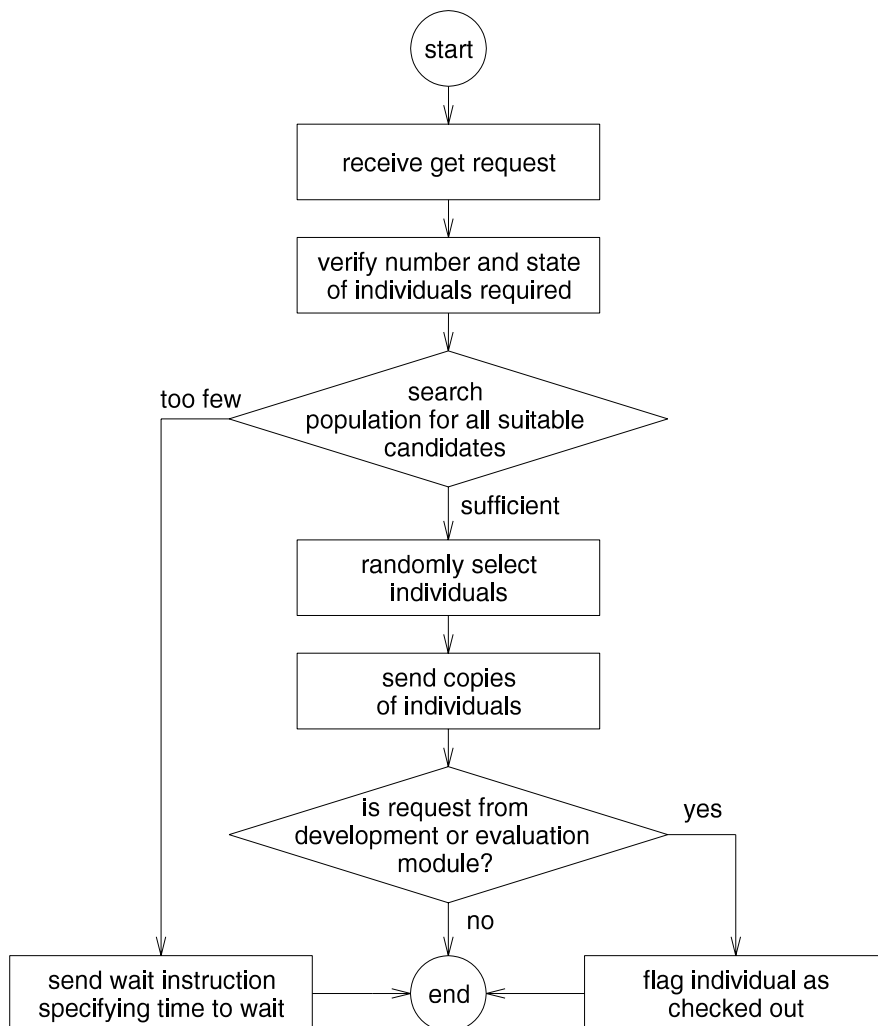 start
receive get request
verify number and state
of individuals required
too few
search
population for all suitable
candidates
sufficient
randomly select
individuals
send copies
of individuals
is request from
development or evaluation
module?
yes
no
send wait instruction
specifying time to wait
end
flag individual as
checked out